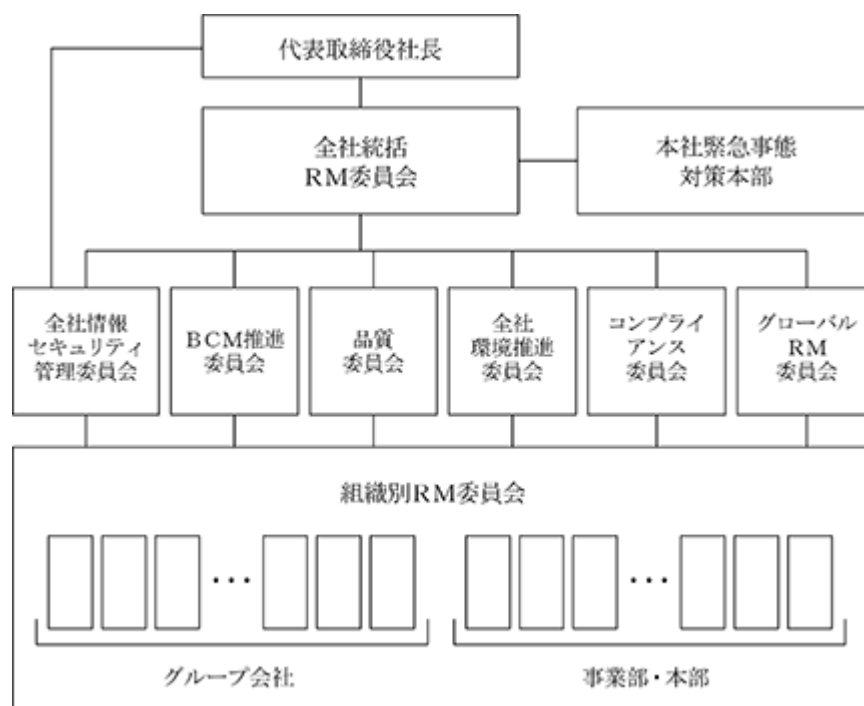 代表取締役社長
全社統括
RM委員会
本社緊急事態
対策本部
全社情報
セキュリティ
管理委員会
BCM推進
委員会
品質
委員会
全社
環境推進
委員会
コンプライ
アンス
委員会
グローバル
RM
委員会
組織別RM委員会
…
…
グループ会社
事業部・本部